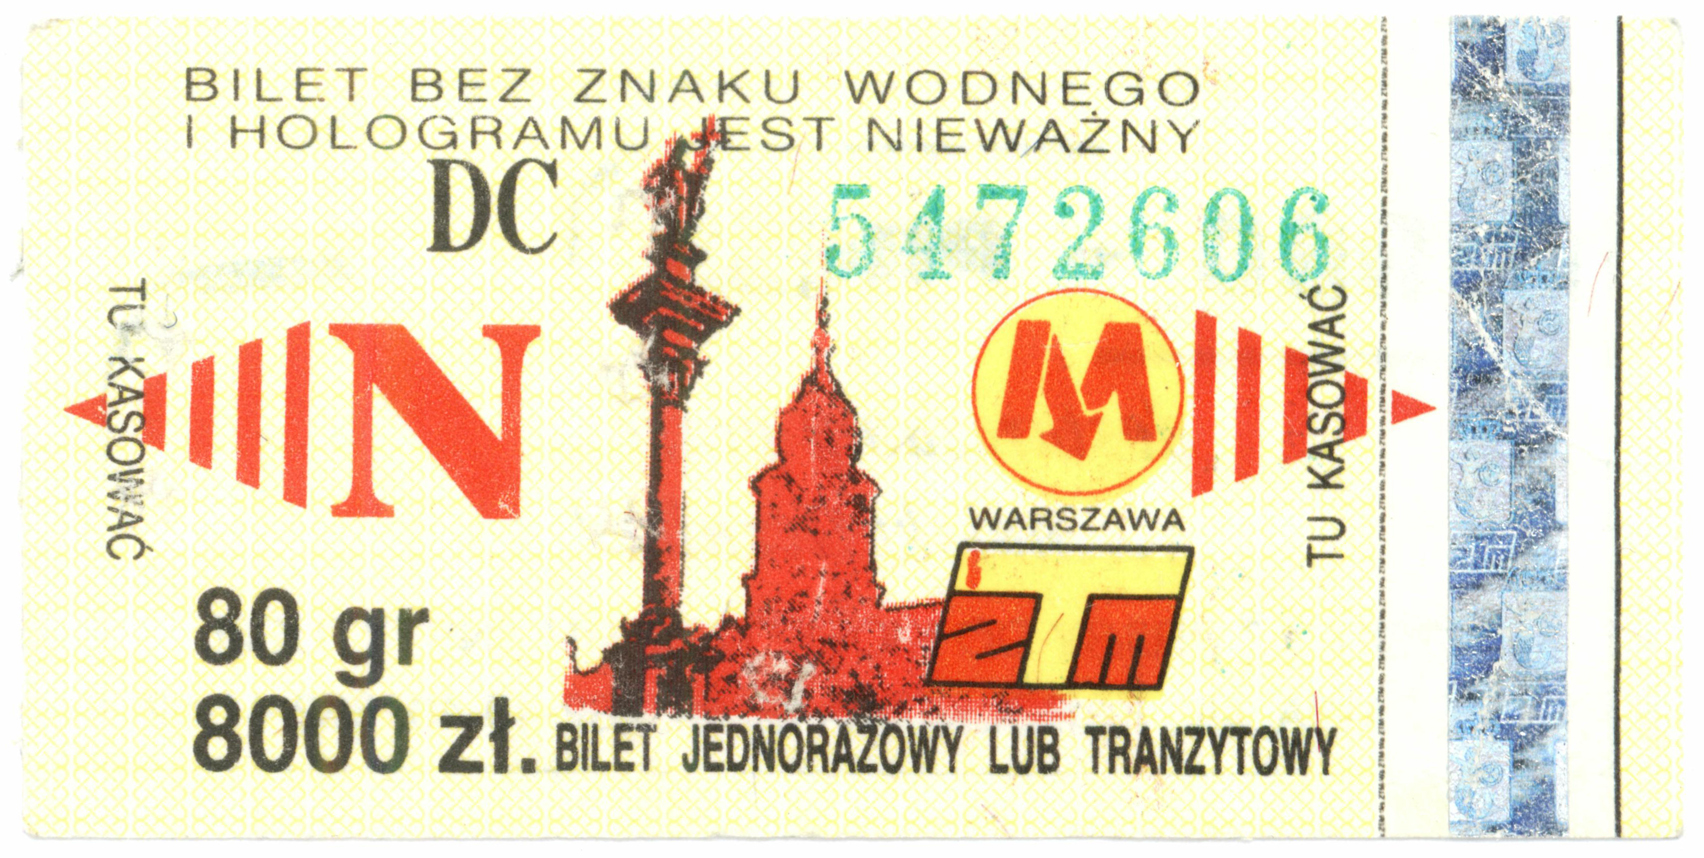 BILET BEZ ZNAKU WODNEGO
I HOLOGRAMU JEST NIEWAŻNY
DC
5472606
TU KASOWAĆ
N
M
TU KASOWAĆ
WARSZAWA
ZTM
80 gr
8000 zł.
BILET JEDNORAZOWY LUB TRANZYTOWY